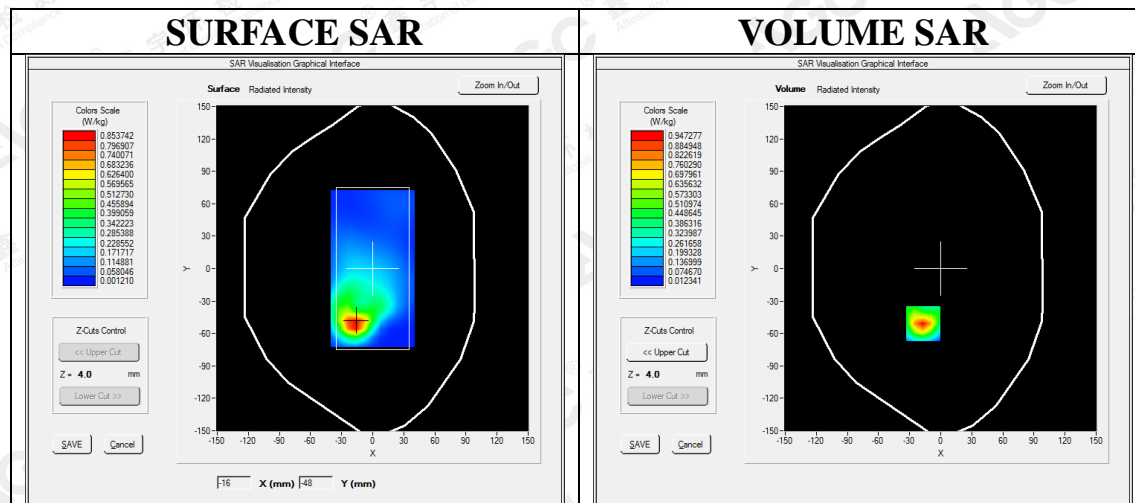 SURFACE SAR
SAR Visualisation Graphical Interface
Surface Radiated Intensity
Zoom In/Out
Colors Scale
(W/kg)
0.853742
0.796907
0.740071
0.683236
0.626400
0.569565
0.512730
0.455894
0.399059
0.342223
0.285388
0.228552
0.171717
0.114881
0.058046
0.001210
Z-Cuts Control
<< Upper Cut
Z = 4.0 mm
Lower Cut >>
SAVE Cancel
150
120
90
60
30
0
-30
-60
-90
-120
-150
Y
-150 -120 -90 -60 -30 0 30 60 90 120 150
X
-16 X (mm) -48 Y (mm)
VOLUME SAR
SAR Visualisation Graphical Interface
Volume Radiated Intensity
Zoom In/Out
Colors Scale
(W/kg)
0.947277
0.884948
0.822619
0.760290
0.697961
0.635632
0.573303
0.510974
0.448645
0.386316
0.323987
0.261658
0.199328
0.136999
0.074670
0.012341
Z-Cuts Control
<< Upper Cut
Z = 4.0 mm
Lower Cut >>
SAVE Cancel
150
120
90
60
30
0
-30
-60
-90
-120
-150
Y
-150 -120 -90 -60 -30 0 30 60 90 120 150
X